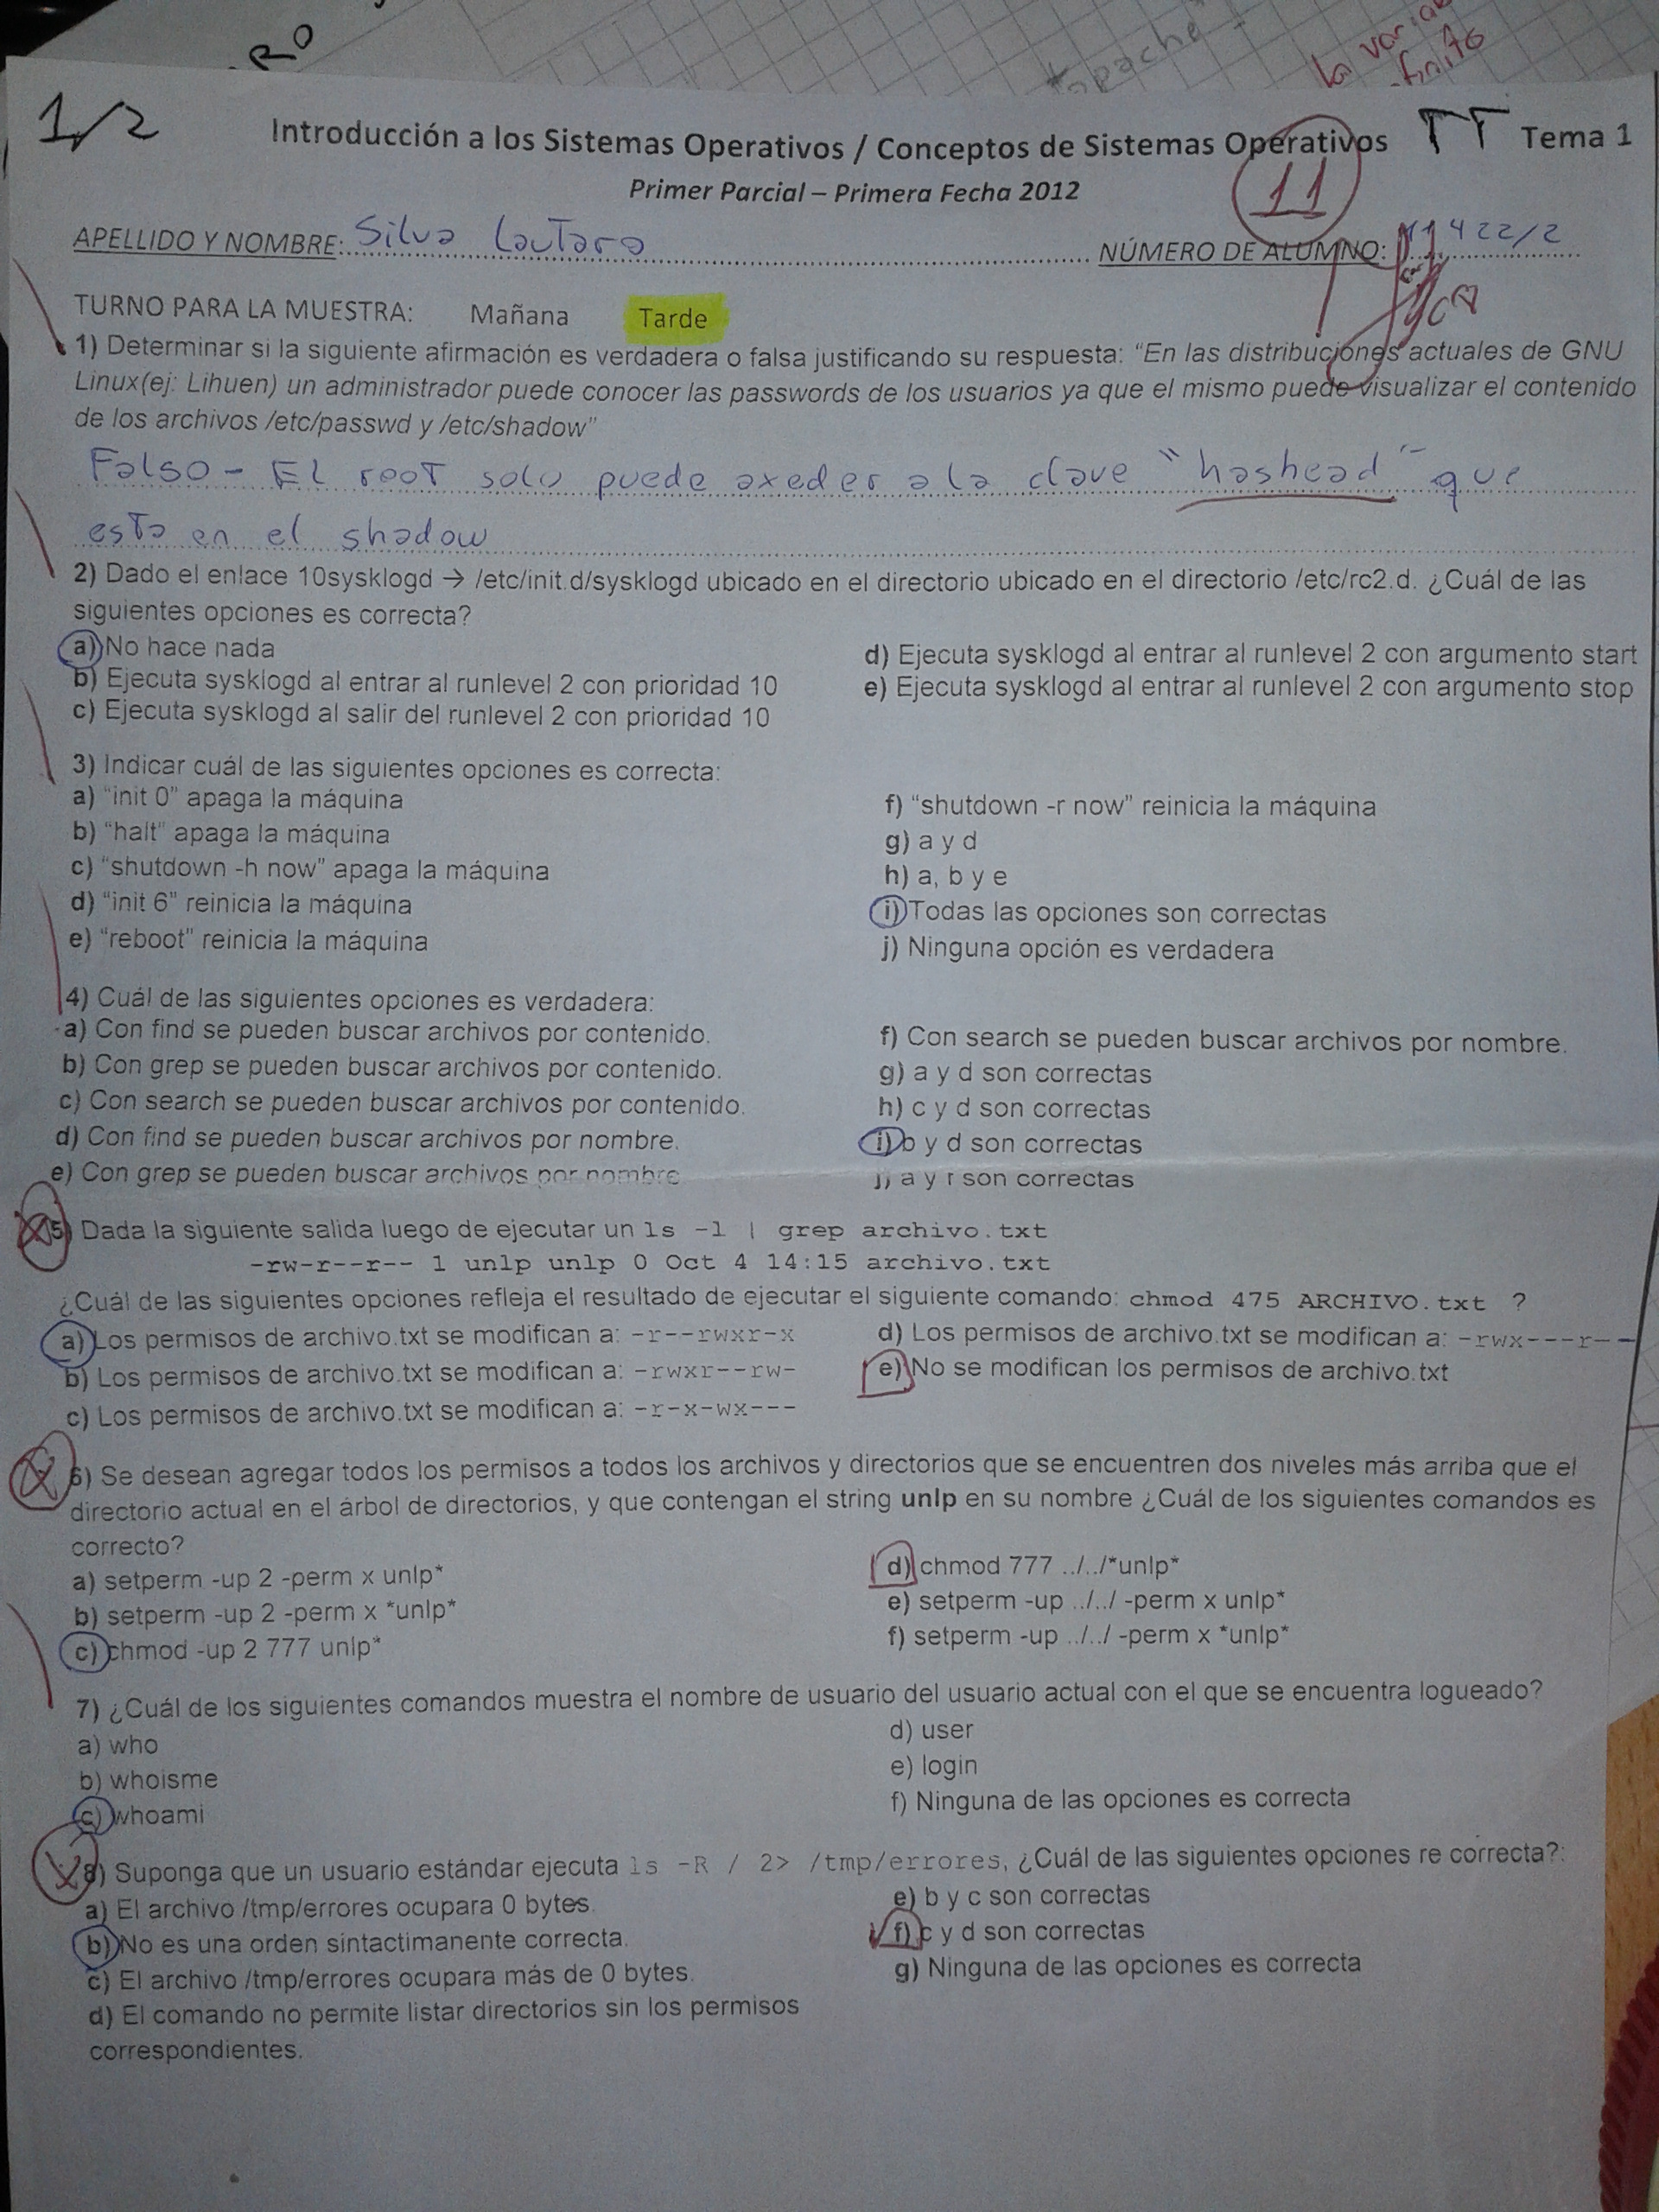 RO
apache
la variab
finito
1/2
Introducción a los Sistemas Operativos / Conceptos de Sistemas Operativos TT Tema 1
Primer Parcial – Primera Fecha 2012
11
APELLIDO Y NOMBRE: Silva Lautaro NÚMERO DE ALUMNO: 11422/2
TURNO PARA LA MUESTRA: Mañana Tarde
1) Determinar si la siguiente afirmación es verdadera o falsa justificando su respuesta: “En las distribuciones actuales de GNU
Linux(ej: Lihuen) un administrador puede conocer las passwords de los usuarios ya que el mismo puede visualizar el contenido
de los archivos /etc/passwd y /etc/shadow”
Falso - El root solo puede axeder a la clave "hashead" que
esta en el shadow
2) Dado el enlace 10sysklogd → /etc/init.d/sysklogd ubicado en el directorio ubicado en el directorio /etc/rc2.d. ¿Cuál de las
siguientes opciones es correcta?
a) No hace nada
b) Ejecuta sysklogd al entrar al runlevel 2 con prioridad 10
c) Ejecuta sysklogd al salir del runlevel 2 con prioridad 10
d) Ejecuta sysklogd al entrar al runlevel 2 con argumento start
e) Ejecuta sysklogd al entrar al runlevel 2 con argumento stop
3) Indicar cuál de las siguientes opciones es correcta:
a) “init 0” apaga la máquina
b) “halt” apaga la máquina
c) “shutdown -h now” apaga la máquina
d) “init 6” reinicia la máquina
e) “reboot” reinicia la máquina
f) “shutdown -r now” reinicia la máquina
g) a y d
h) a, b y e
i) Todas las opciones son correctas
j) Ninguna opción es verdadera
4) Cuál de las siguientes opciones es verdadera:
a) Con find se pueden buscar archivos por contenido.
b) Con grep se pueden buscar archivos por contenido.
c) Con search se pueden buscar archivos por contenido.
d) Con find se pueden buscar archivos por nombre.
e) Con grep se pueden buscar archivos por nombre
f) Con search se pueden buscar archivos por nombre.
g) a y d son correctas
h) c y d son correctas
i) b y d son correctas
j) a y f son correctas
5) Dada la siguiente salida luego de ejecutar un ls -l | grep archivo.txt
-rw-r--r-- 1 unlp unlp 0 Oct 4 14:15 archivo.txt
¿Cuál de las siguientes opciones refleja el resultado de ejecutar el siguiente comando: chmod 475 ARCHIVO.txt ?
a) Los permisos de archivo.txt se modifican a: -r--rwxr-x
b) Los permisos de archivo.txt se modifican a: -rwxr--rw-
c) Los permisos de archivo.txt se modifican a: -r-x-wx---
d) Los permisos de archivo.txt se modifican a: -rwx---r--
e) No se modifican los permisos de archivo.txt
6) Se desean agregar todos los permisos a todos los archivos y directorios que se encuentren dos niveles más arriba que el
directorio actual en el árbol de directorios, y que contengan el string unlp en su nombre ¿Cuál de los siguientes comandos es
correcto?
a) setperm -up 2 -perm x unlp*
b) setperm -up 2 -perm x *unlp*
c) chmod -up 2 777 unlp*
d) chmod 777 ../../*unlp*
e) setperm -up ../../ -perm x unlp*
f) setperm -up ../../ -perm x *unlp*
7) ¿Cuál de los siguientes comandos muestra el nombre de usuario del usuario actual con el que se encuentra logueado?
a) who
b) whoisme
c) whoami
d) user
e) login
f) Ninguna de las opciones es correcta
8) Suponga que un usuario estándar ejecuta ls -R / 2> /tmp/errores, ¿Cuál de las siguientes opciones re correcta?:
a) El archivo /tmp/errores ocupara 0 bytes.
b) No es una orden sintactimanente correcta.
c) El archivo /tmp/errores ocupara más de 0 bytes.
d) El comando no permite listar directorios sin los permisos
correspondientes.
e) b y c son correctas
f) c y d son correctas
g) Ninguna de las opciones es correcta